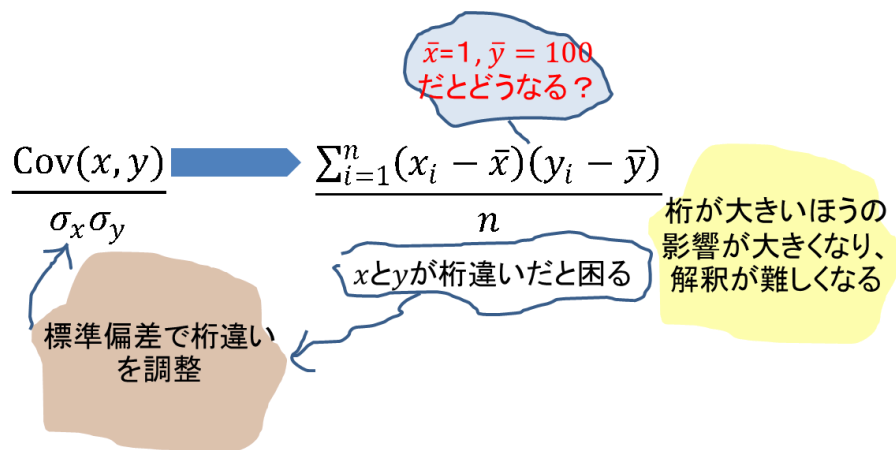 x̄=1, ȳ = 100
だとどうなる？
Cov(x, y)
σₓσᵧ
∑ⁿᵢ₌₁(xᵢ − x̄)(yᵢ − ȳ)
n
桁が大きいほうの
影響が大きくなり、
解釈が難しくなる
xとyが桁違いだと困る
標準偏差で桁違い
を調整